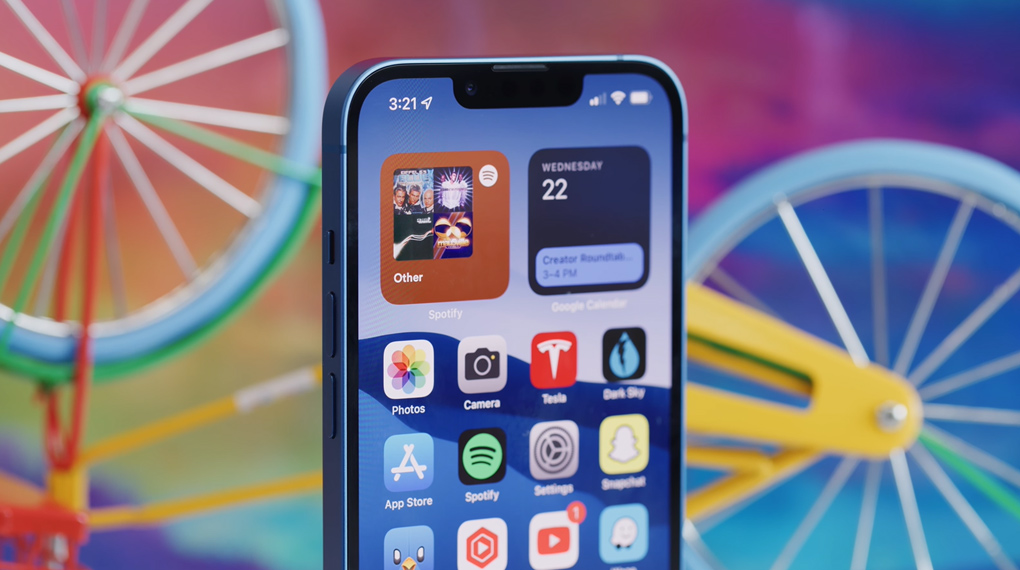 3:21
WEDNESDAY
22
Creator Roundtab...
3–4 PM
Other
Spotify
Google Calendar
Photos
Camera
Tesla
Dark Sky
App Store
Spotify
Settings
Snapchat
1